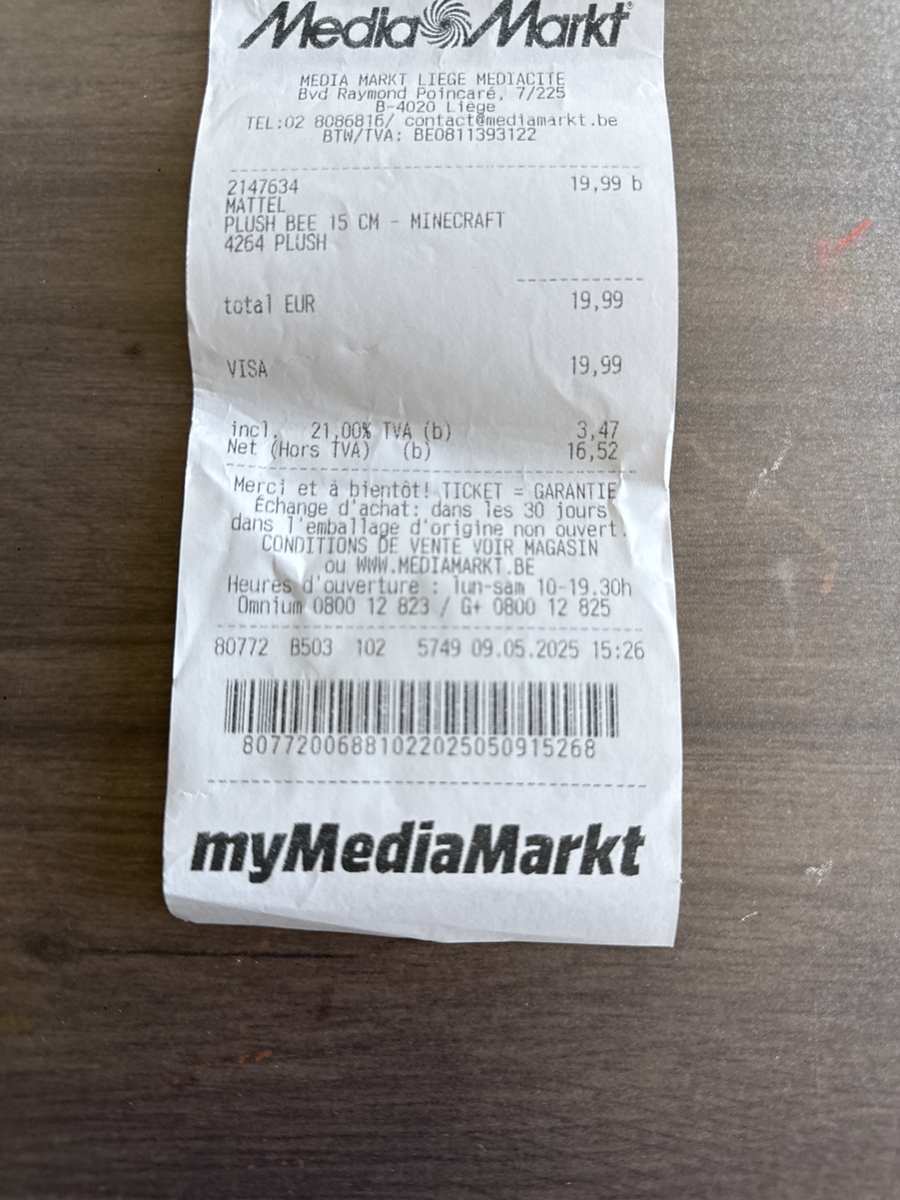 Media Markt
MEDIA MARKT LIEGE MEDIACITE
Bvd Raymond Poincaré, 7/225
B-4020 Liège
TEL:02 8086816/ contact@mediamarkt.be
BTW/TVA: BE0811393122
2147634 19,99 b
MATTEL
PLUSH BEE 15 CM - MINECRAFT
4264 PLUSH
total EUR 19,99
VISA 19,99
incl. 21,00% TVA (b) 3,47
Net (Hors TVA) (b) 16,52
Merci et à bientôt! TICKET = GARANTIE
Échange d'achat: dans les 30 jours
dans l'emballage d'origine non ouvert.
CONDITIONS DE VENTE VOIR MAGASIN
ou WWW.MEDIAMARKT.BE
Heures d'ouverture : lun-sam 10-19.30h
Omnium 0800 12 823 / G+ 0800 12 825
80772 B503 102 5749 09.05.2025 15:26
8077200688102202505091526​8
myMediaMarkt